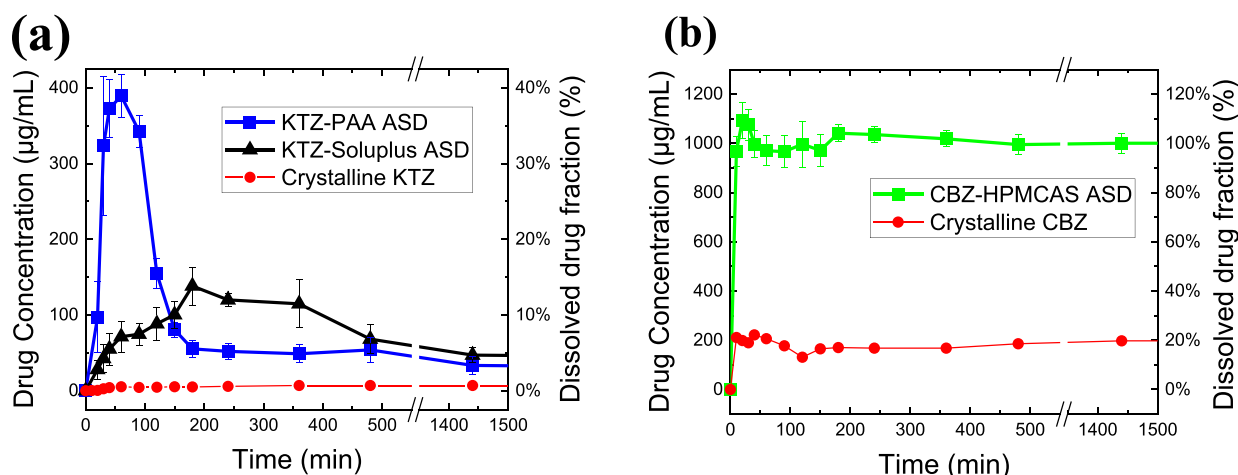 (a)
Drug Concentration (µg/mL)
400
300
200
100
0
KTZ-PAA ASD
KTZ-Soluplus ASD
Crystalline KTZ
40%
30%
20%
10%
0%
Dissolved drug fraction (%)
0 100 200 300 400 500 1500
Time (min)
(b)
Drug Concentration (µg/mL)
1200
1000
800
600
400
200
0
CBZ-HPMCAS ASD
Crystalline CBZ
120%
100%
80%
60%
40%
20%
0%
Dissolved drug fraction (%)
0 100 200 300 400 500 1400 1500
Time (min)